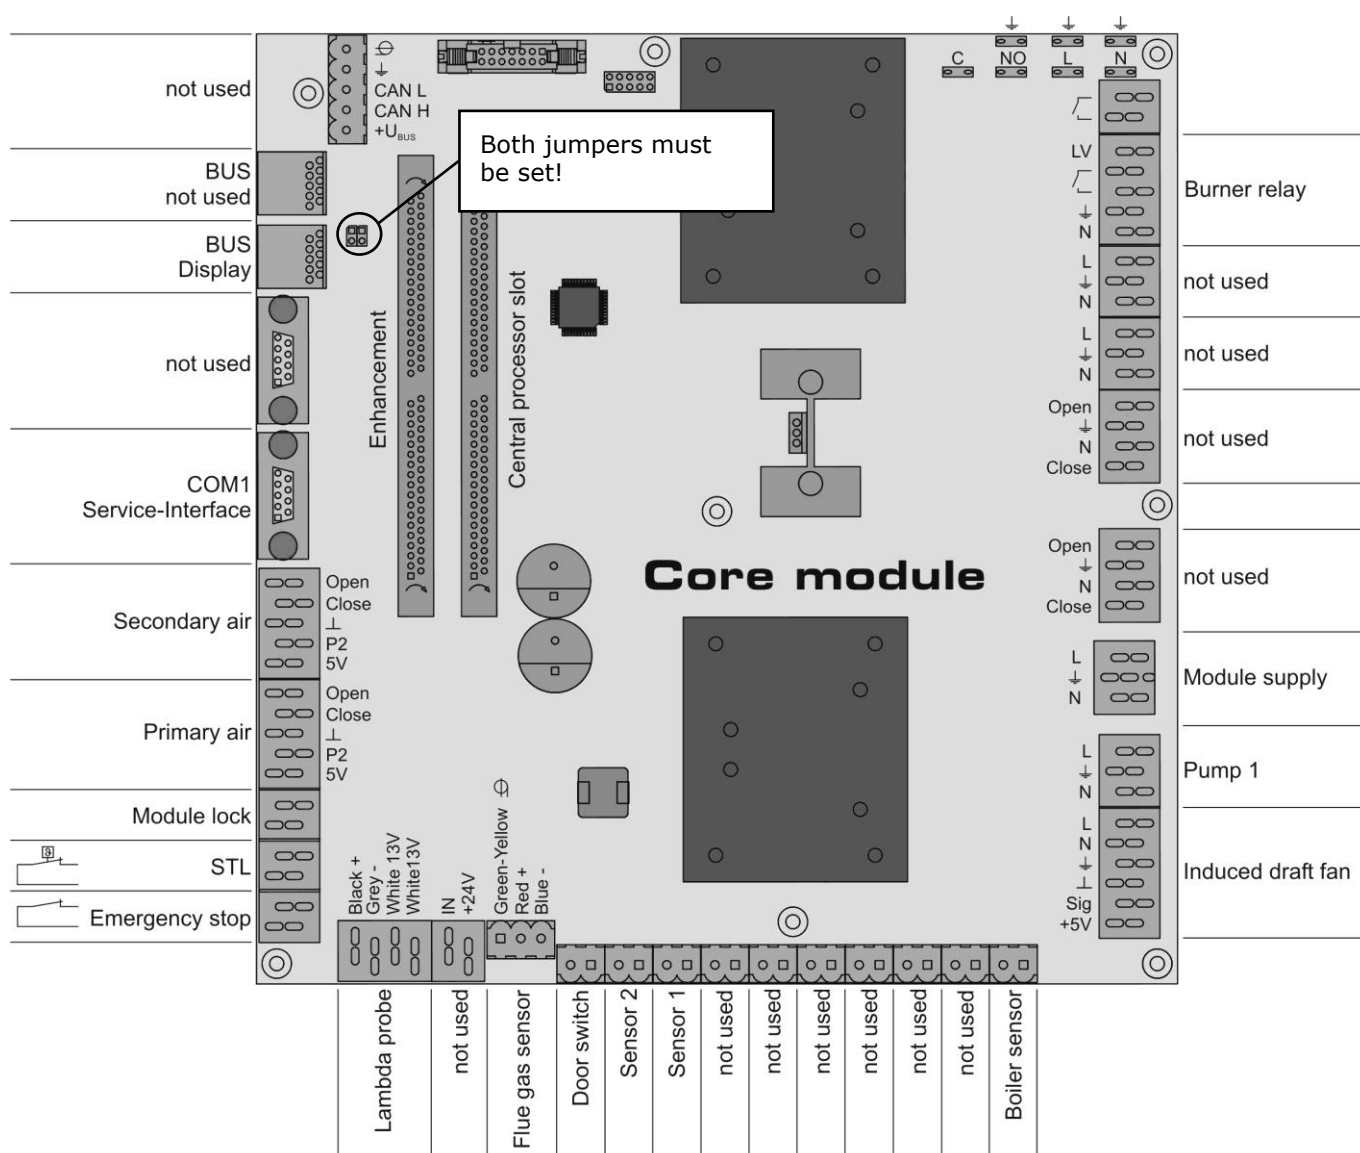 not used
CAN L
CAN H
+U BUS
BUS
not used
BUS
Display
not used
COM1
Service-Interface
Secondary air
Open
Close
P2
5V
Primary air
Open
Close
P2
5V
Module lock
STL
Emergency stop
Both jumpers must
be set!
Enhancement
Central processor slot
Core module
C
NO
L
N
LV
N
Burner relay
L
N
not used
L
N
not used
Open
N
Close
not used
Open
N
Close
not used
L
N
Module supply
L
N
Pump 1
L
N
Sig
+5V
Induced draft fan
Black +
Grey -
White 13V
White13V
IN
+24V
Green-Yellow
Red +
Blue -
Lambda probe
not used
Flue gas sensor
Door switch
Sensor 2
Sensor 1
not used
not used
not used
not used
not used
not used
Boiler sensor